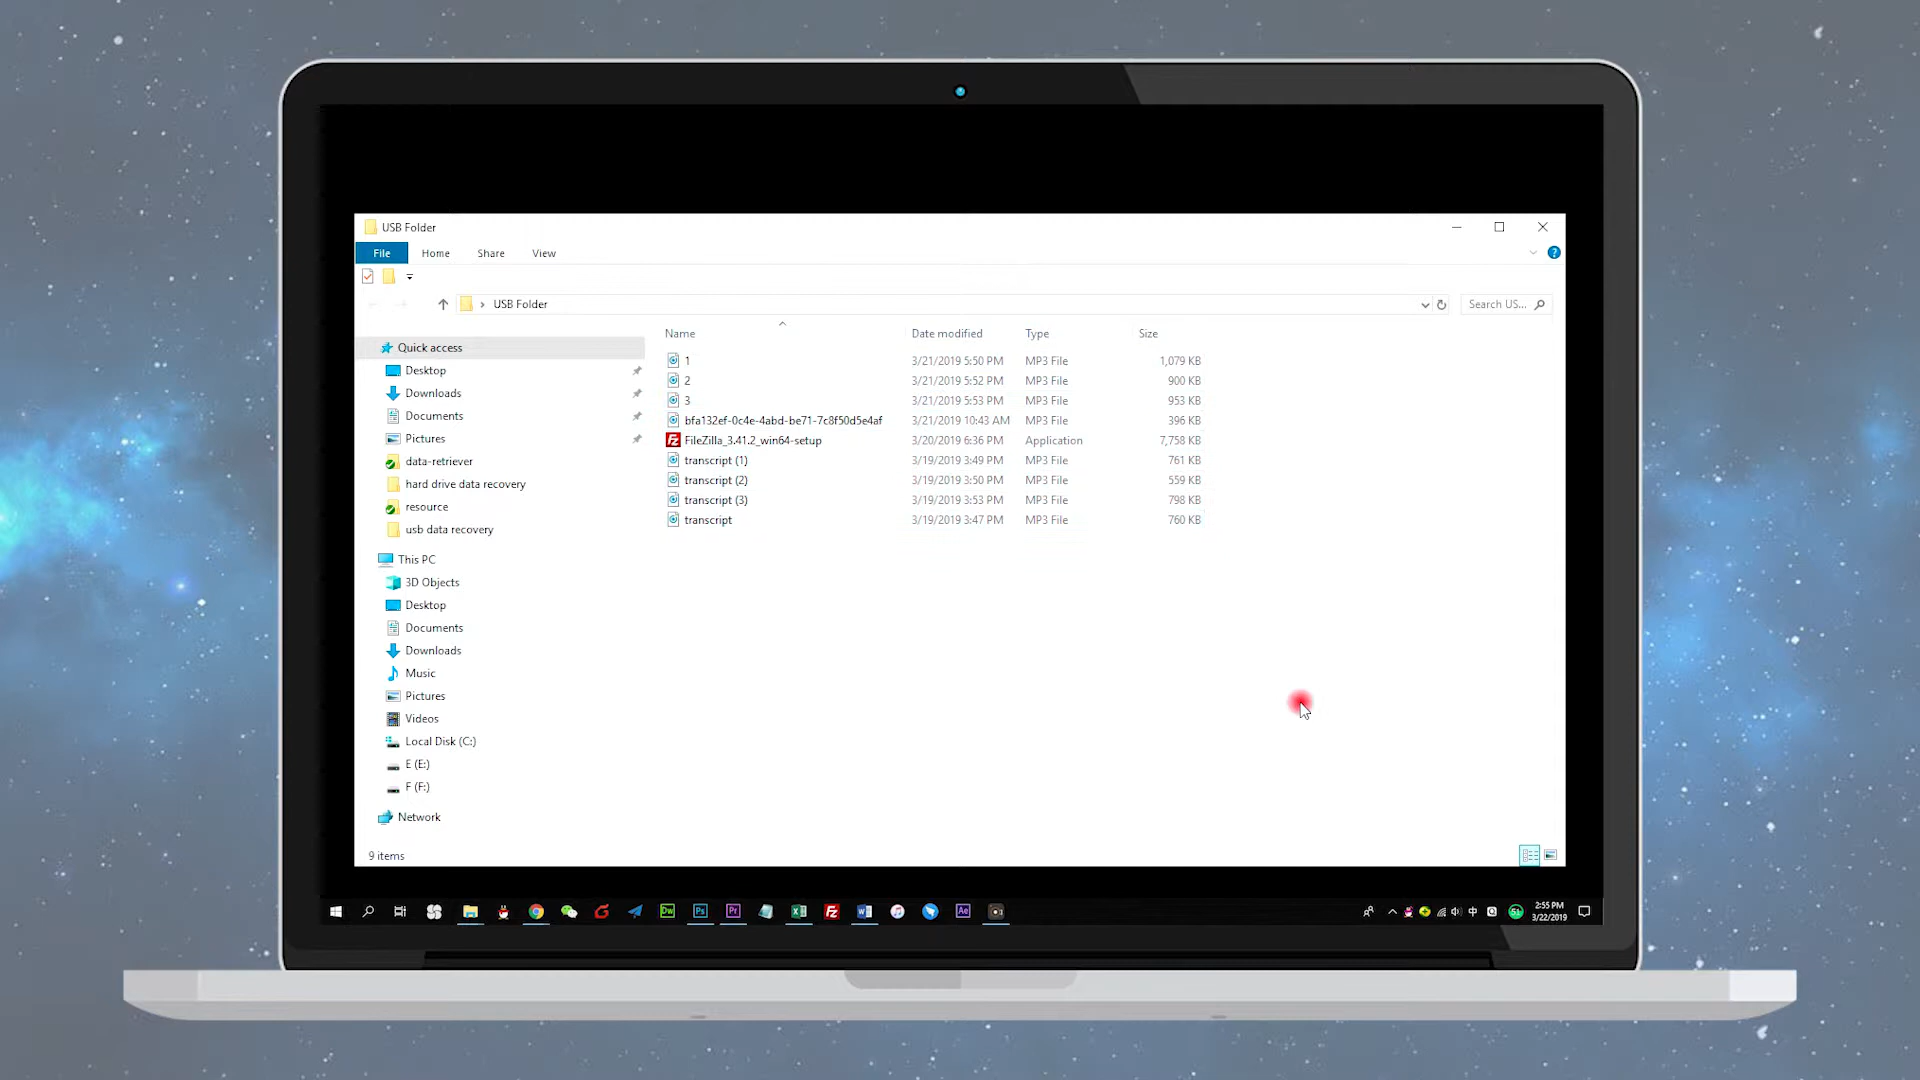 USB Folder
File Home Share View
USB Folder Search US...
Name Date modified Type Size
Quick access
Desktop
Downloads
Documents
Pictures
data-retriever
hard drive data recovery
resource
usb data recovery
This PC
3D Objects
Desktop
Documents
Downloads
Music
Pictures
Videos
Local Disk (C:)
E (E:)
F (F:)
Network
1 3/21/2019 5:50 PM MP3 File 1,079 KB
2 3/21/2019 5:52 PM MP3 File 900 KB
3 3/21/2019 5:53 PM MP3 File 953 KB
bfa132ef-0c4e-4abd-be71-7c8f50d5e4af 3/21/2019 10:43 AM MP3 File 396 KB
FileZilla_3.41.2_win64-setup 3/20/2019 6:36 PM Application 7,758 KB
transcript (1) 3/19/2019 3:49 PM MP3 File 761 KB
transcript (2) 3/19/2019 3:50 PM MP3 File 559 KB
transcript (3) 3/19/2019 3:53 PM MP3 File 798 KB
transcript 3/19/2019 3:47 PM MP3 File 760 KB
9 items
Dw Ps Pr Fz Ae 中 51 2:55 PM
3/22/2019